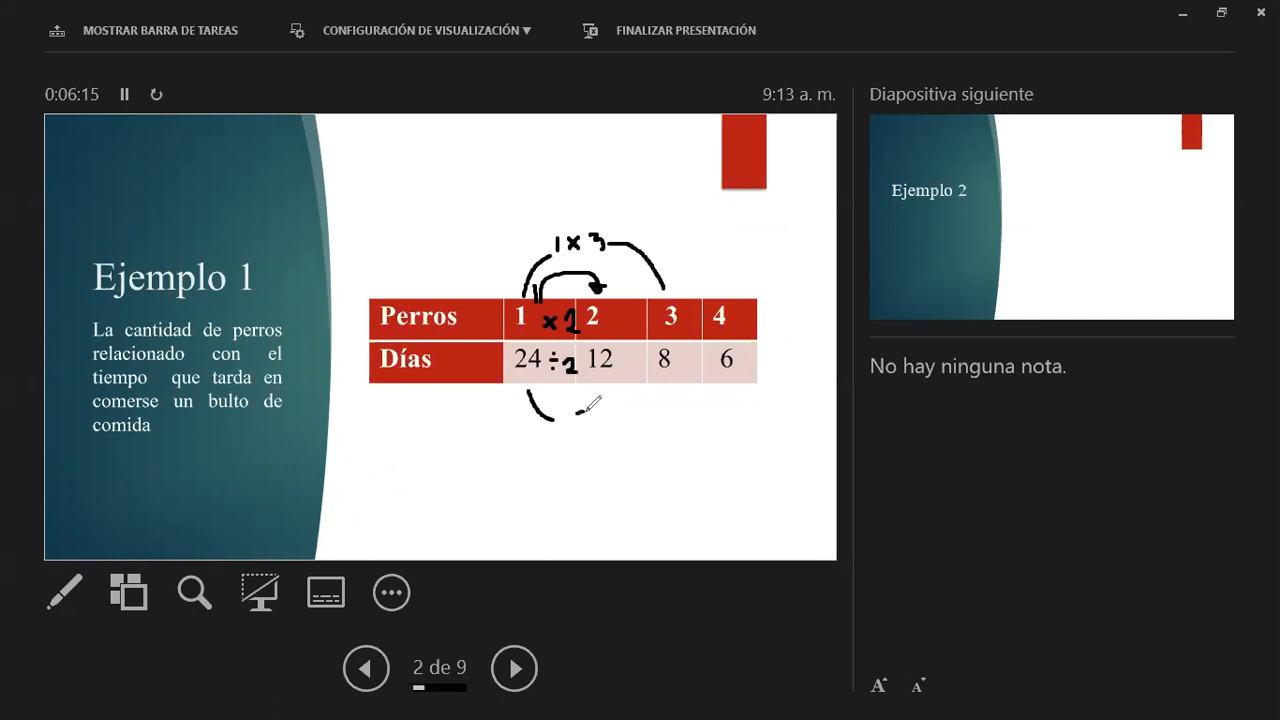 MOSTRAR BARRA DE TAREAS
CONFIGURACIÓN DE VISUALIZACIÓN ▼
FINALIZAR PRESENTACIÓN
0:06:15
9:13 a. m.
Diapositiva siguiente
Ejemplo 1
La cantidad de perros
relacionado con el
tiempo que tarda en
comerse un bulto de
comida
1 x 3
Perros 1 x 2 2 3 4
Días 24 ÷ 2 12 8 6
Ejemplo 2
No hay ninguna nota.
2 de 9
A A